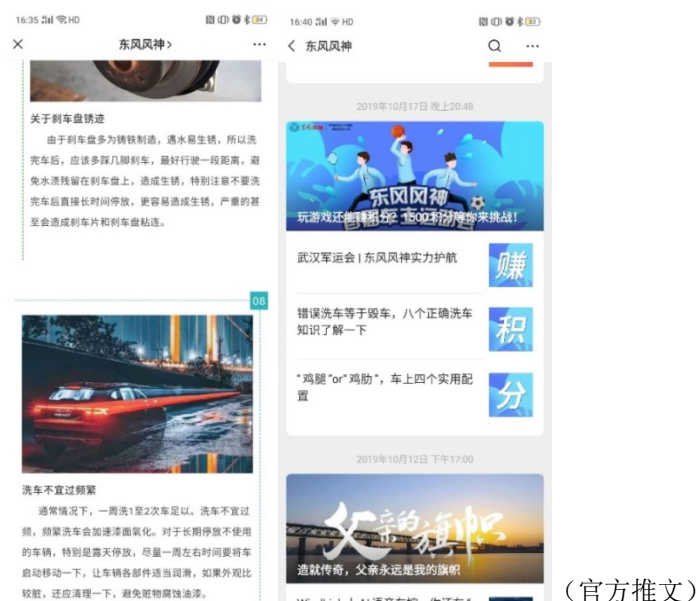 16:35
HD
84
东风风神>
关于刹车盘锈迹
由于刹车盘多为铸铁制造，遇水易生锈，所以洗
完车后，应该多踩几脚刹车，最好行驶一段距离，避
免水渍残留在刹车盘上，造成生锈，特别注意不要洗
完车后直接长时间停放，更容易造成生锈，严重的甚
至会造成刹车片和刹车盘粘连。
08
洗车不宜过频繁
通常情况下，一周洗1至2次车足以。洗车不宜过
频，频繁洗车会加速漆面氧化。对于长期停放不使用
的车辆，特别是露天停放，尽量一周左右时间要将车
启动移动一下，让车辆各部件适当润滑，如果外观比
较脏，还应清理一下，避免赃物腐蚀油漆。
16:40
HD
83
东风风神
2019年10月17日 晚上20:48
东风风神
首届车主运动会
玩游戏还能赚积分？1500积分等你来挑战！
武汉军运会 | 东风风神实力护航
赚
错误洗车等于毁车，八个正确洗车
知识了解一下
积
“鸡腿”or“鸡肋”，车上四个实用配
置
分
2019年10月12日 下午17:00
父亲的旗帜
造就传奇，父亲永远是我的旗帜
（官方推文）